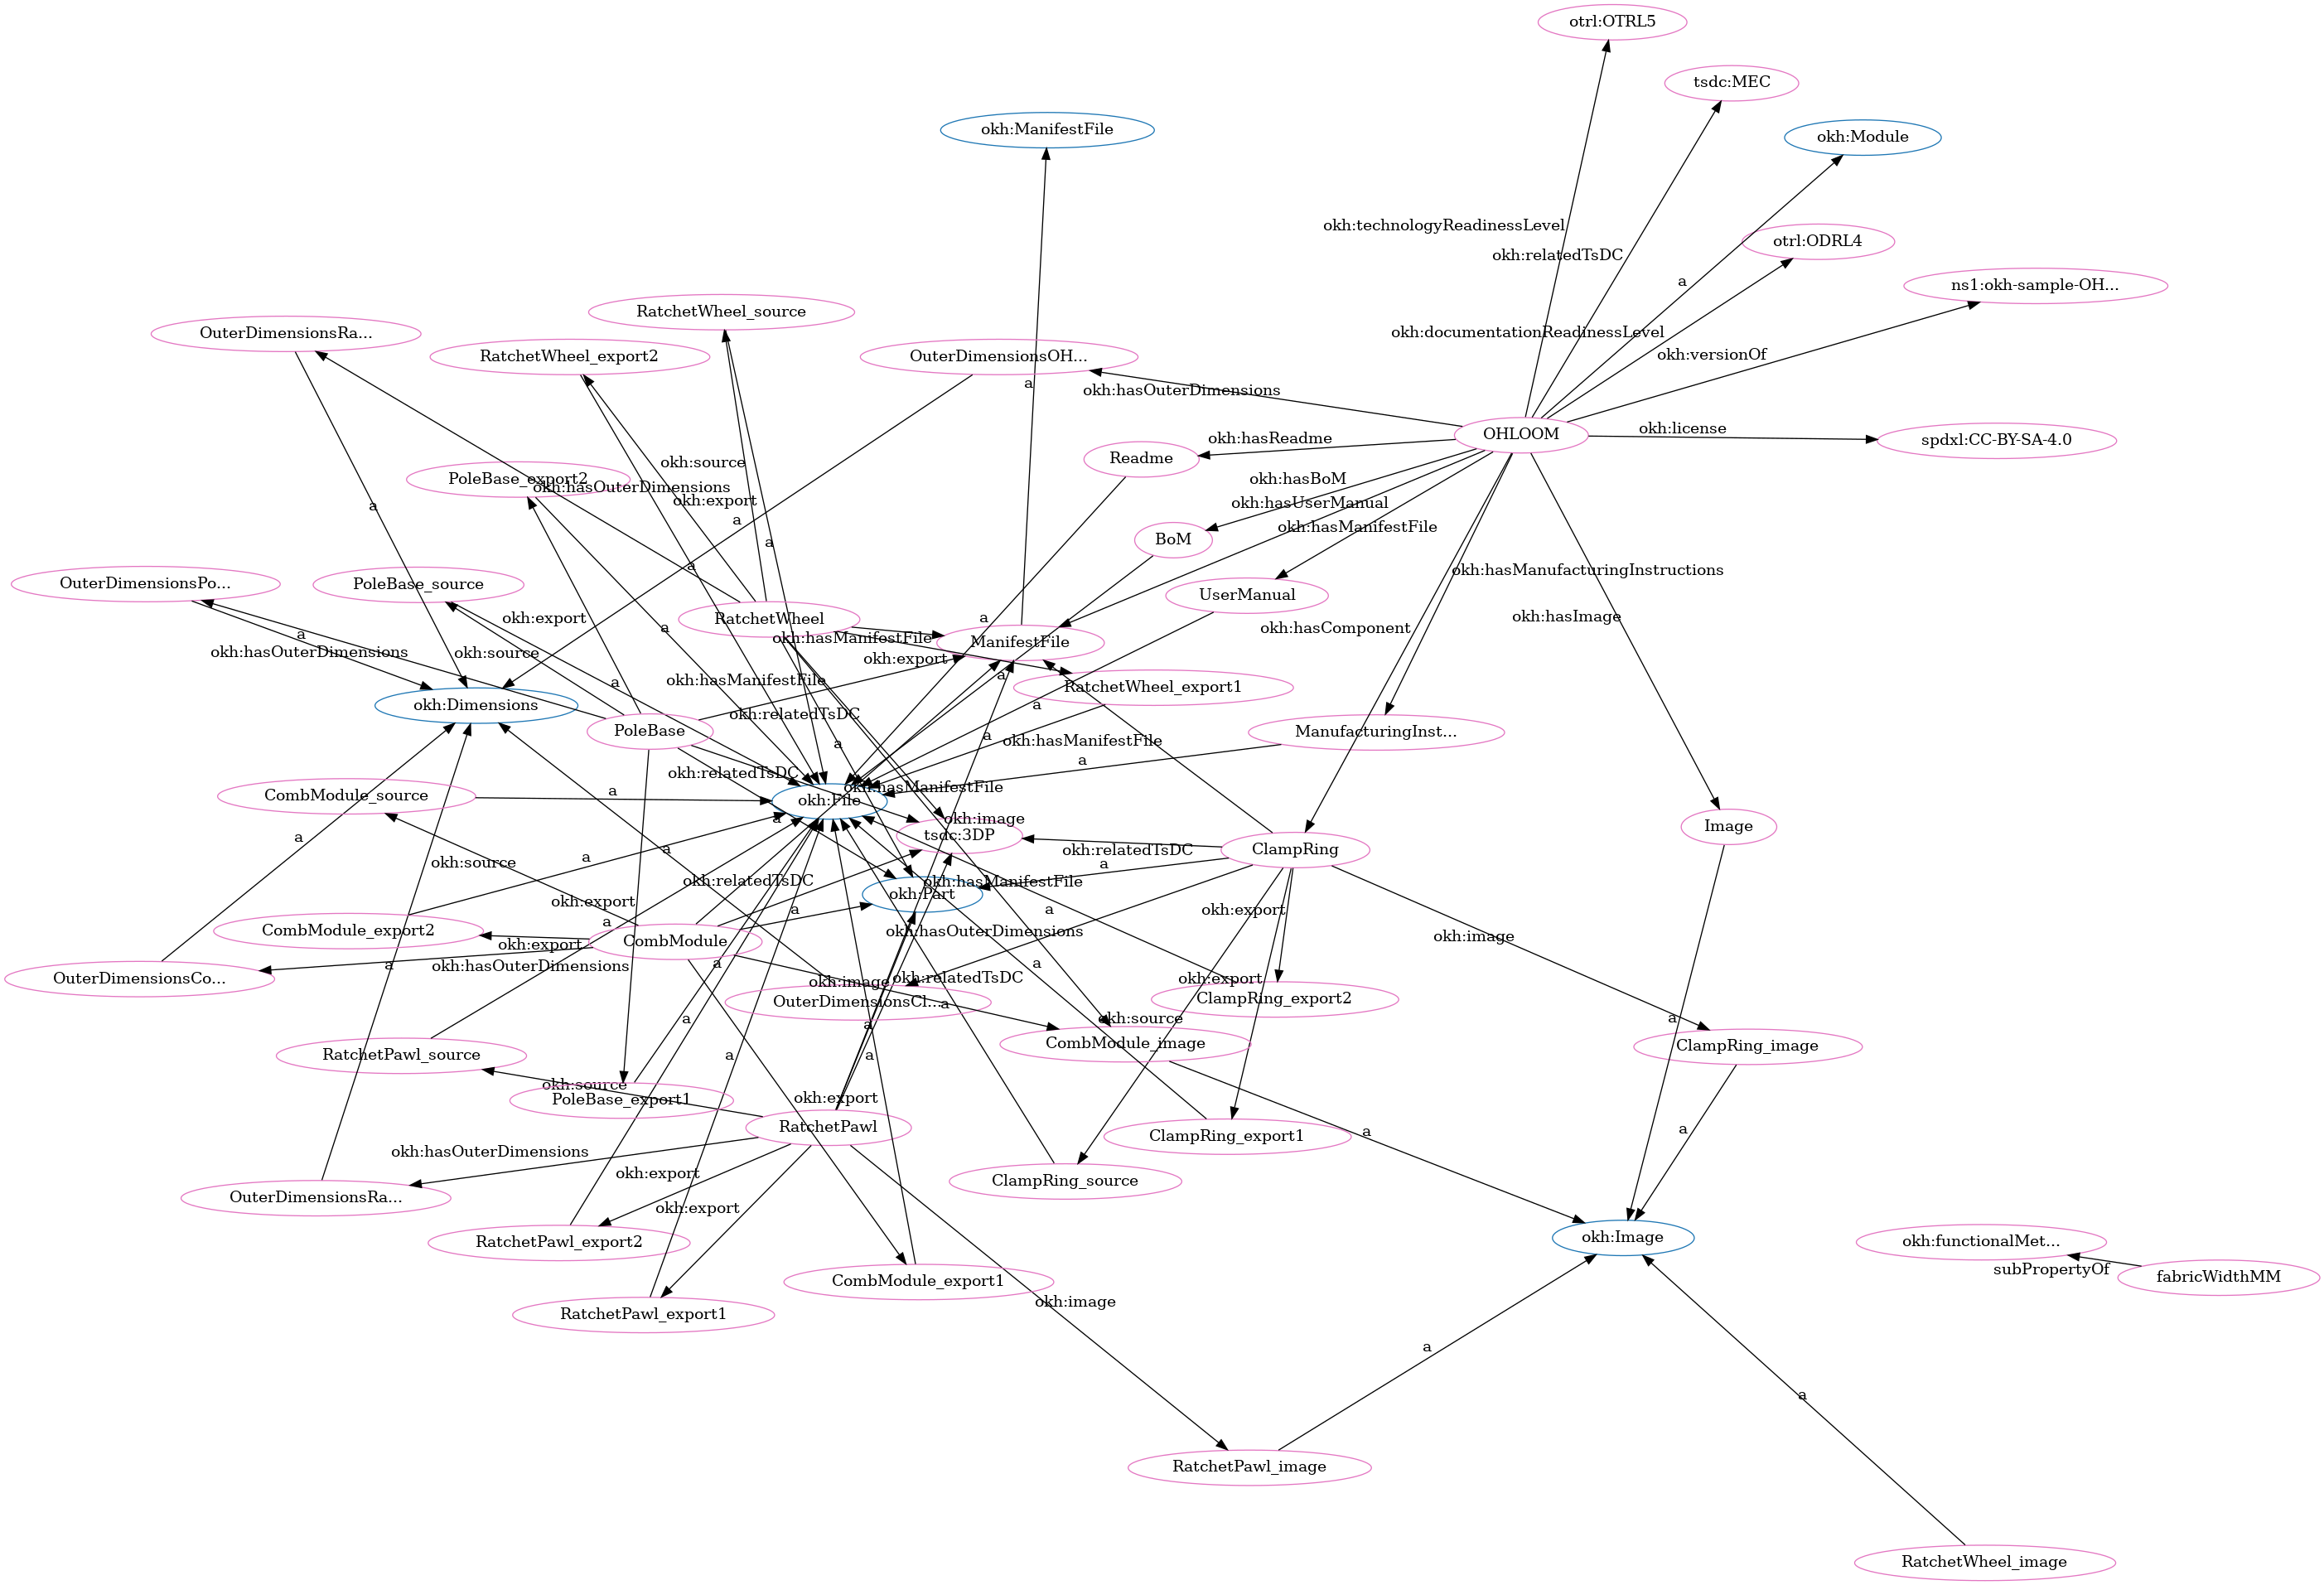 otrl:OTRL5
tsdc:MEC
okh:ManifestFile
okh:Module
okh:technologyReadinessLevel
otrl:ODRL4
okh:relatedTsDC
a
ns1:okh-sample-OH...
RatchetWheel_source
OuterDimensionsRa...
okh:documentationReadinessLevel
RatchetWheel_export2
OuterDimensionsOH...
okh:versionOf
a
okh:hasOuterDimensions
okh:license
OHLOOM
okh:hasReadme
spdxl:CC-BY-SA-4.0
Readme
okh:source
PoleBase_export2
okh:hasBoM
okh:hasOuterDimensions
okh:export
okh:hasUserManual
a
a
okh:hasManifestFile
BoM
a
a
okh:hasManufacturingInstructions
OuterDimensionsPo...
PoleBase_source
UserManual
okh:export
RatchetWheel
a
okh:hasImage
a
a
okh:hasComponent
okh:hasManifestFile
ManifestFile
okh:hasOuterDimensions
okh:source
okh:export
a
a
okh:hasManifestFile
RatchetWheel_export1
okh:Dimensions
a
okh:relatedTsDC
PoleBase
ManufacturingInst...
a
a
okh:hasManifestFile
a
okh:relatedTsDC
okh:hasManifestFile
CombModule_source
a
okh:File
okh:image
Image
tsdc:3DP
a
a
a
a
okh:relatedTsDC
ClampRing
okh:source
a
okh:relatedTsDC
okh:hasManifestFile
okh:Part
okh:export
a
a
okh:export
a
CombModule_export2
CombModule
okh:hasOuterDimensions
okh:image
okh:export
a
a
a
okh:hasOuterDimensions
OuterDimensionsCo...
okh:image
okh:relatedTsDC
okh:export
OuterDimensionsCl...
a
ClampRing_export2
a
a
okh:source
a
CombModule_image
ClampRing_image
RatchetPawl_source
a
a
okh:source
PoleBase_export1
okh:export
RatchetPawl
a
a
ClampRing_export1
okh:hasOuterDimensions
okh:export
ClampRing_source
OuterDimensionsRa...
okh:export
okh:Image
RatchetPawl_export2
okh:functionalMet...
subPropertyOf
fabricWidthMM
CombModule_export1
okh:image
RatchetPawl_export1
a
a
RatchetPawl_image
RatchetWheel_image